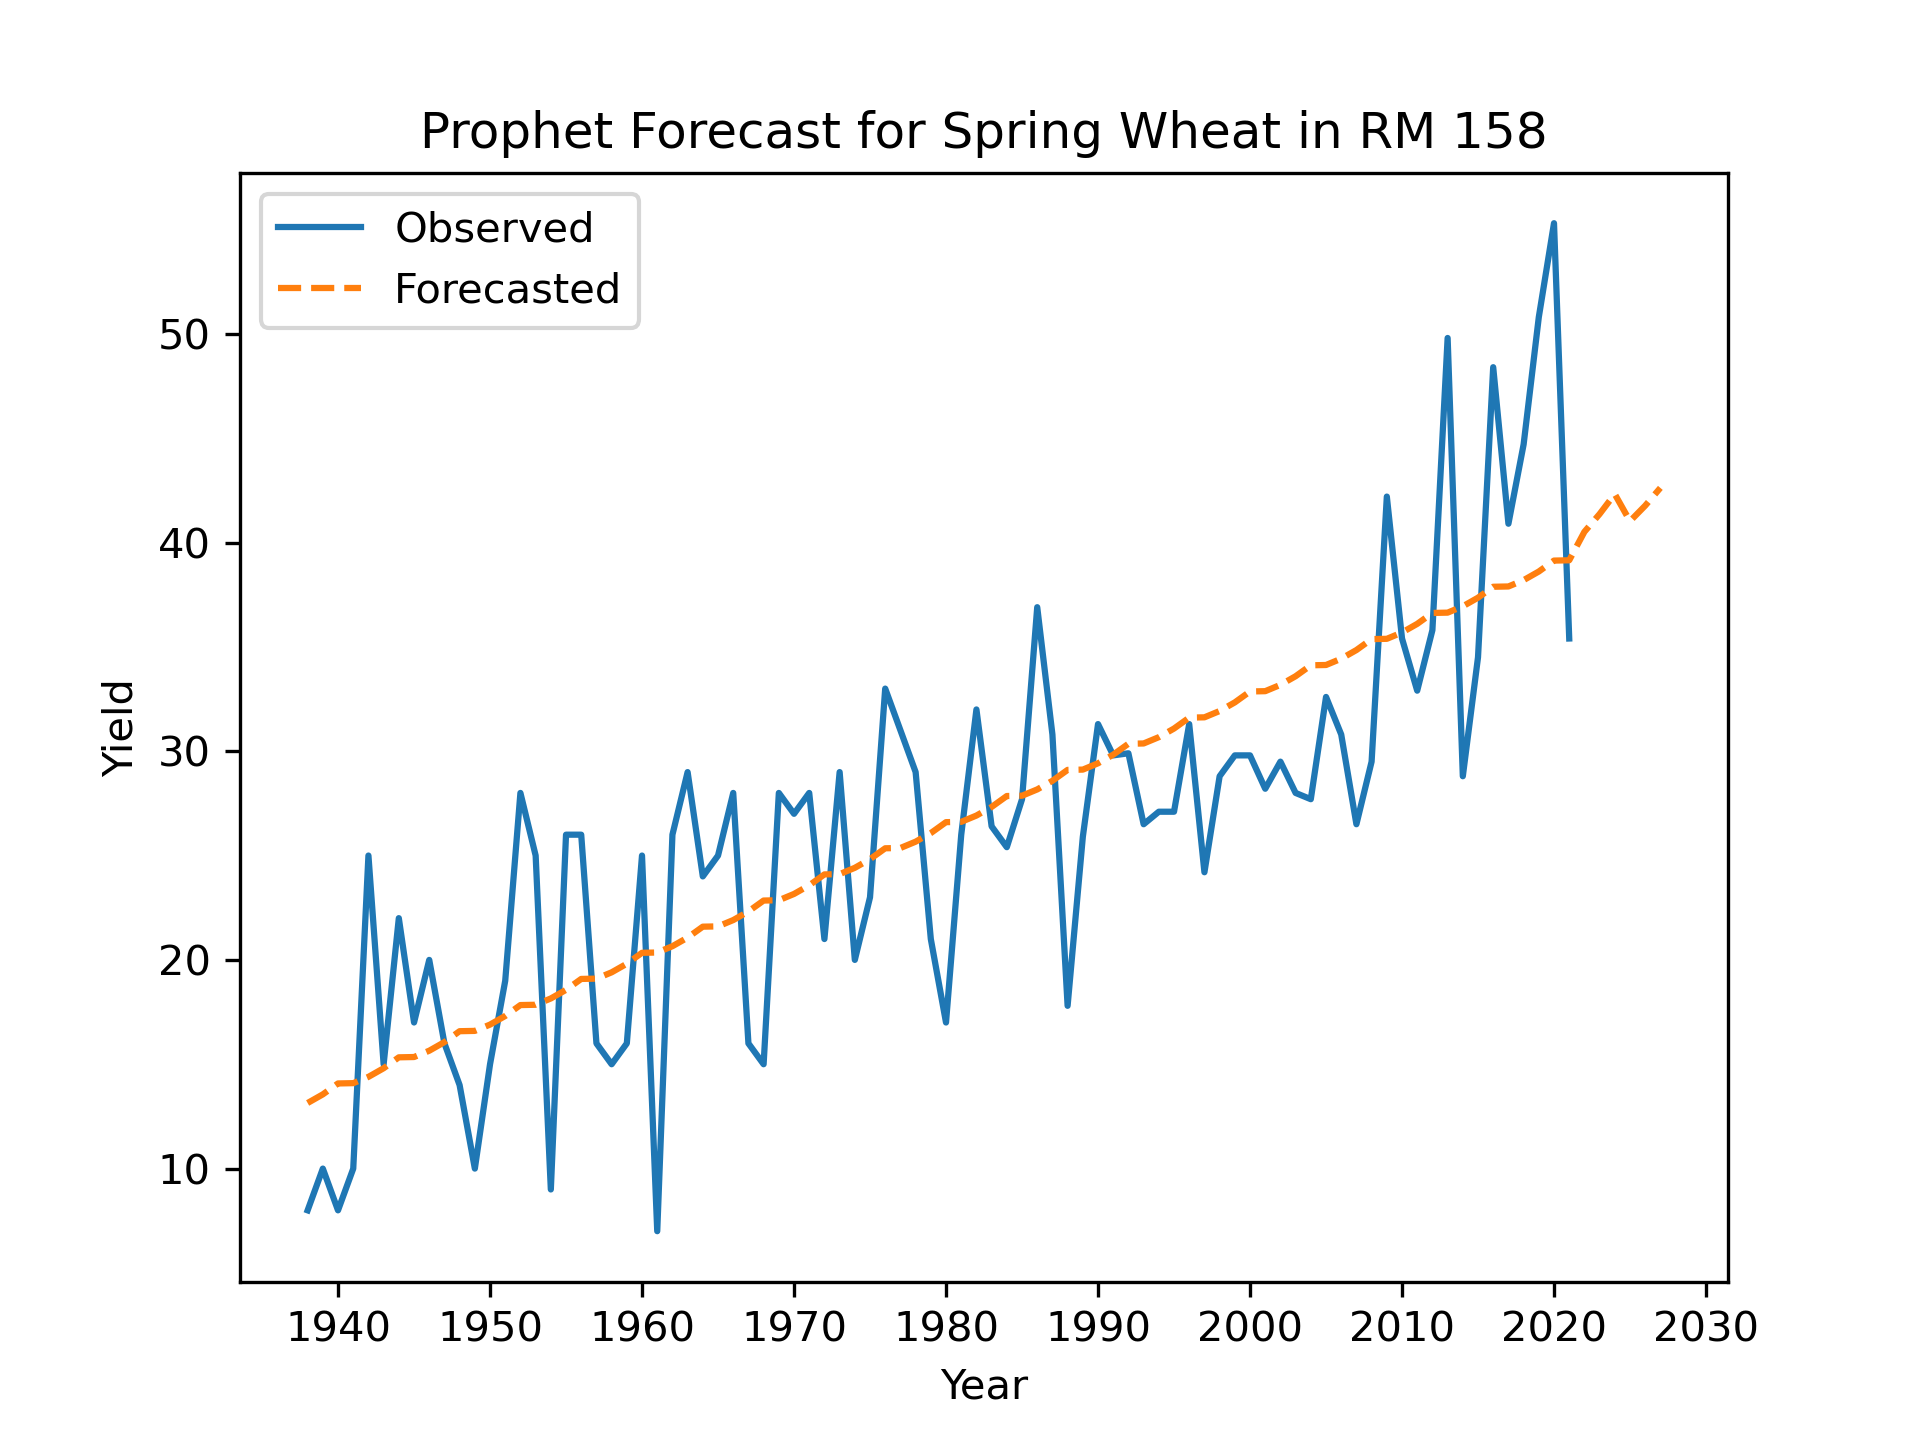 Prophet Forecast for Spring Wheat in RM 158
Observed
Forecasted
50
40
30
20
10
Yield
1940 1950 1960 1970 1980 1990 2000 2010 2020 2030
Year